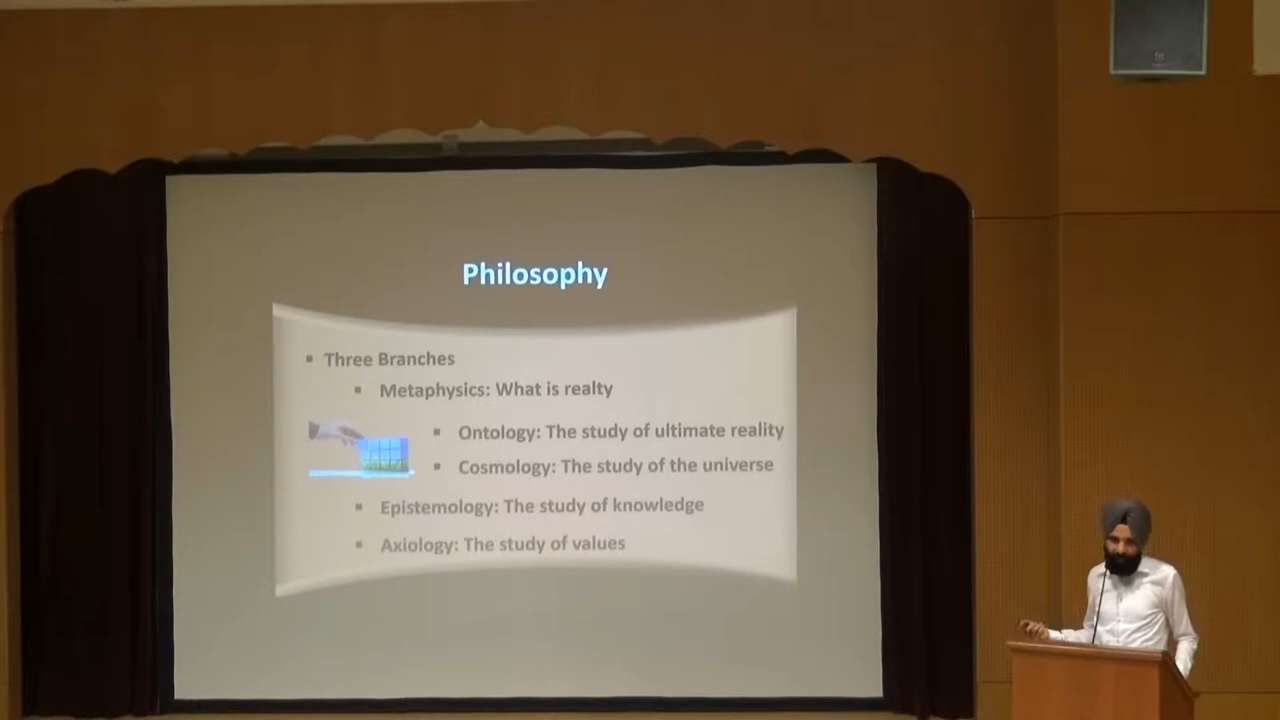 Philosophy
Three Branches
Metaphysics: What is realty
Ontology: The study of ultimate reality
Cosmology: The study of the universe
Epistemology: The study of knowledge
Axiology: The study of values